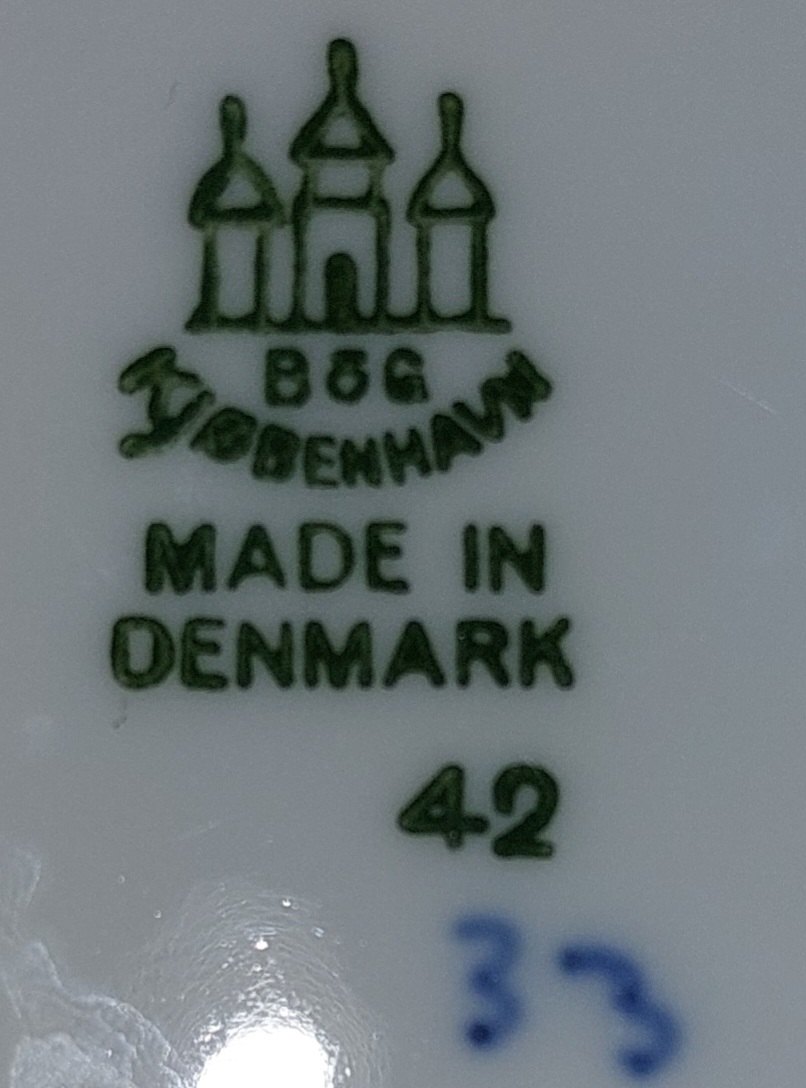 B&G
KJØBENHAVN
MADE IN
DENMARK
42
33